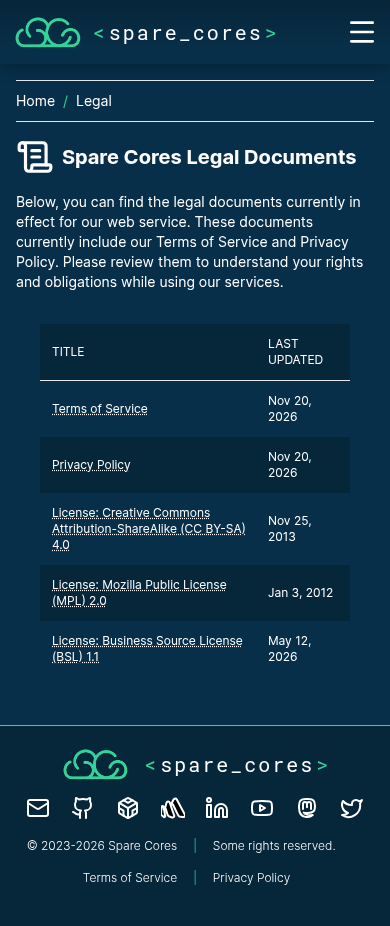 <spare_cores>
Home / Legal
Spare Cores Legal Documents
Below, you can find the legal documents currently in
effect for our web service. These documents
currently include our Terms of Service and Privacy
Policy. Please review them to understand your rights
and obligations while using our services.
TITLE
LAST
UPDATED
Terms of Service
Nov 20,
2026
Privacy Policy
Nov 20,
2026
License: Creative Commons
Attribution-ShareAlike (CC BY-SA)
4.0
Nov 25,
2013
License: Mozilla Public License
(MPL) 2.0
Jan 3, 2012
License: Business Source License
(BSL) 1.1
May 12,
2026
<spare_cores>
© 2023-2026 Spare Cores | Some rights reserved.
Terms of Service | Privacy Policy